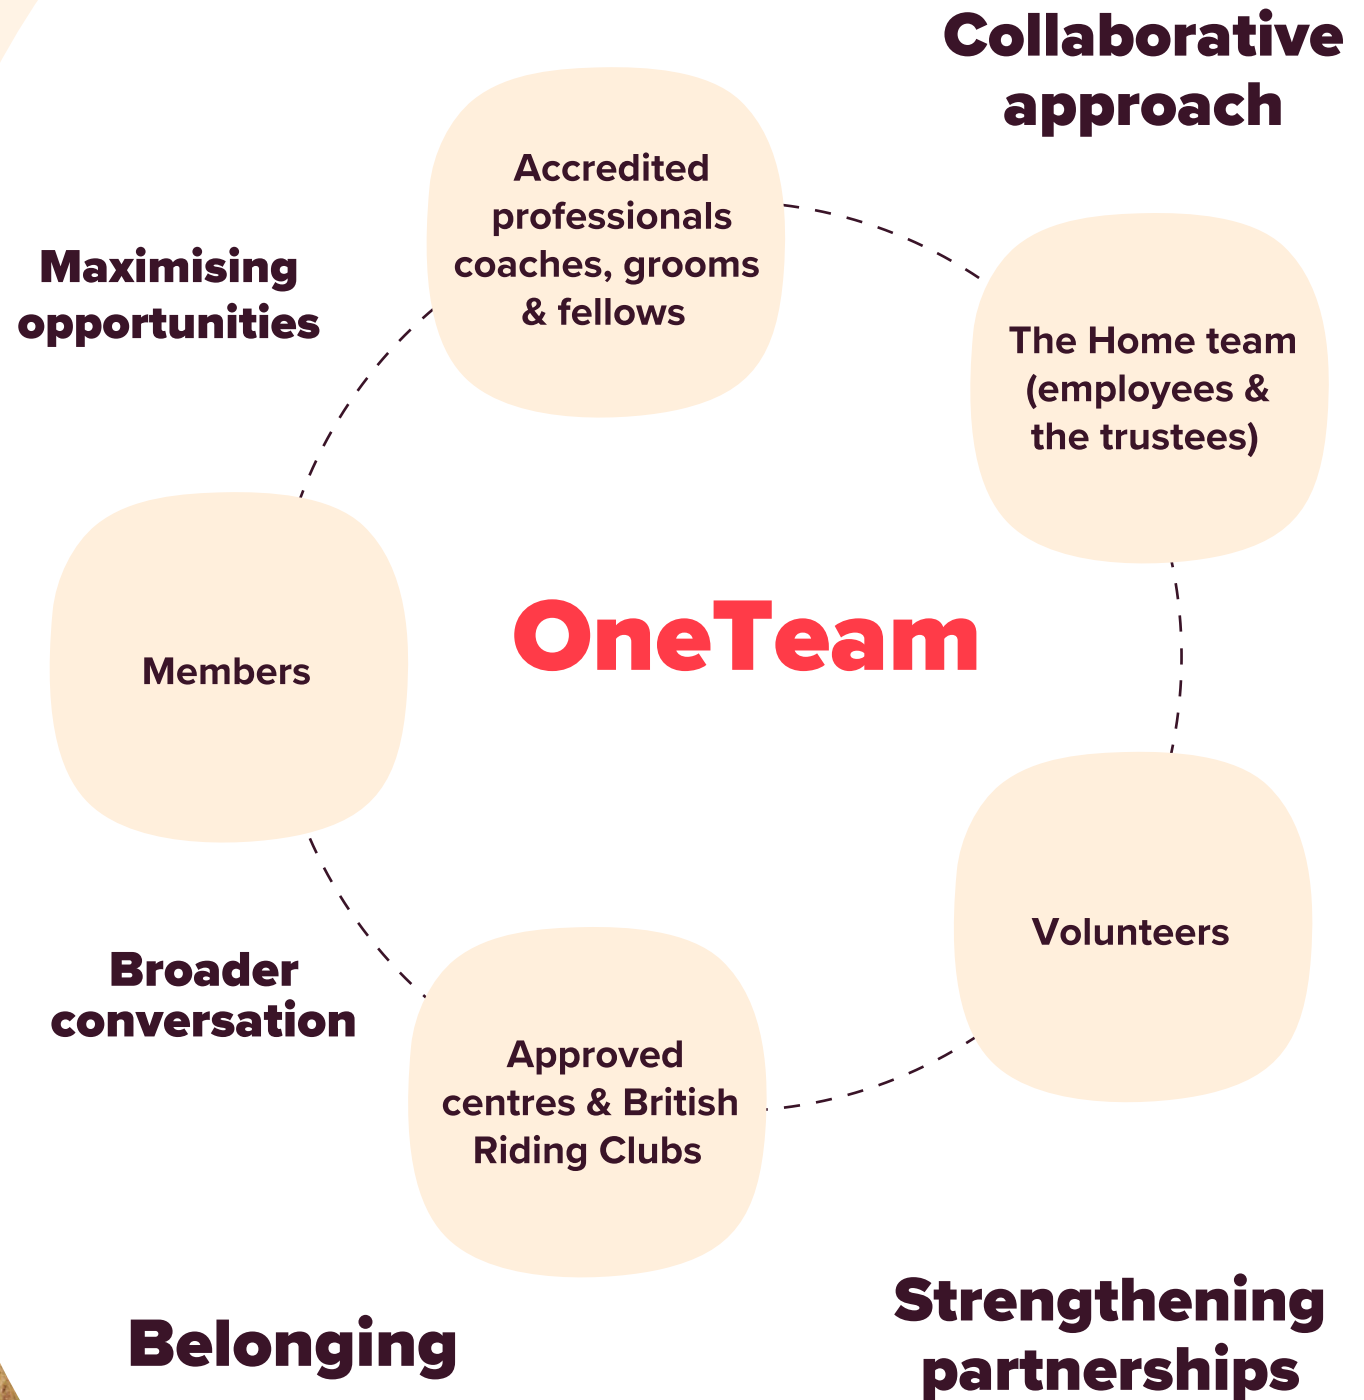 Collaborative
approach
Accredited
professionals
coaches, grooms
& fellows
Maximising
opportunities
The Home team
(employees &
the trustees)
OneTeam
Members
Volunteers
Broader
conversation
Approved
centres & British
Riding Clubs
Strengthening
partnerships
Belonging